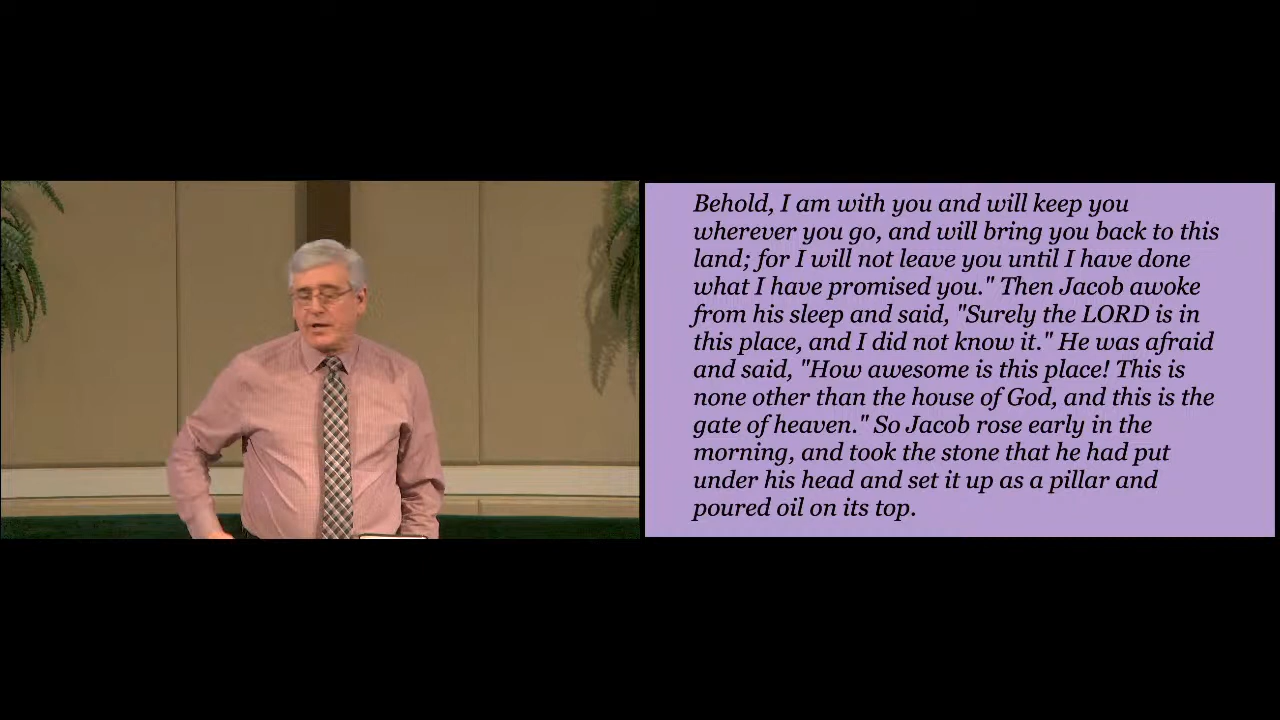 Behold, I am with you and will keep you
wherever you go, and will bring you back to this
land; for I will not leave you until I have done
what I have promised you." Then Jacob awoke
from his sleep and said, "Surely the LORD is in
this place, and I did not know it." He was afraid
and said, "How awesome is this place! This is
none other than the house of God, and this is the
gate of heaven." So Jacob rose early in the
morning, and took the stone that he had put
under his head and set it up as a pillar and
poured oil on its top.